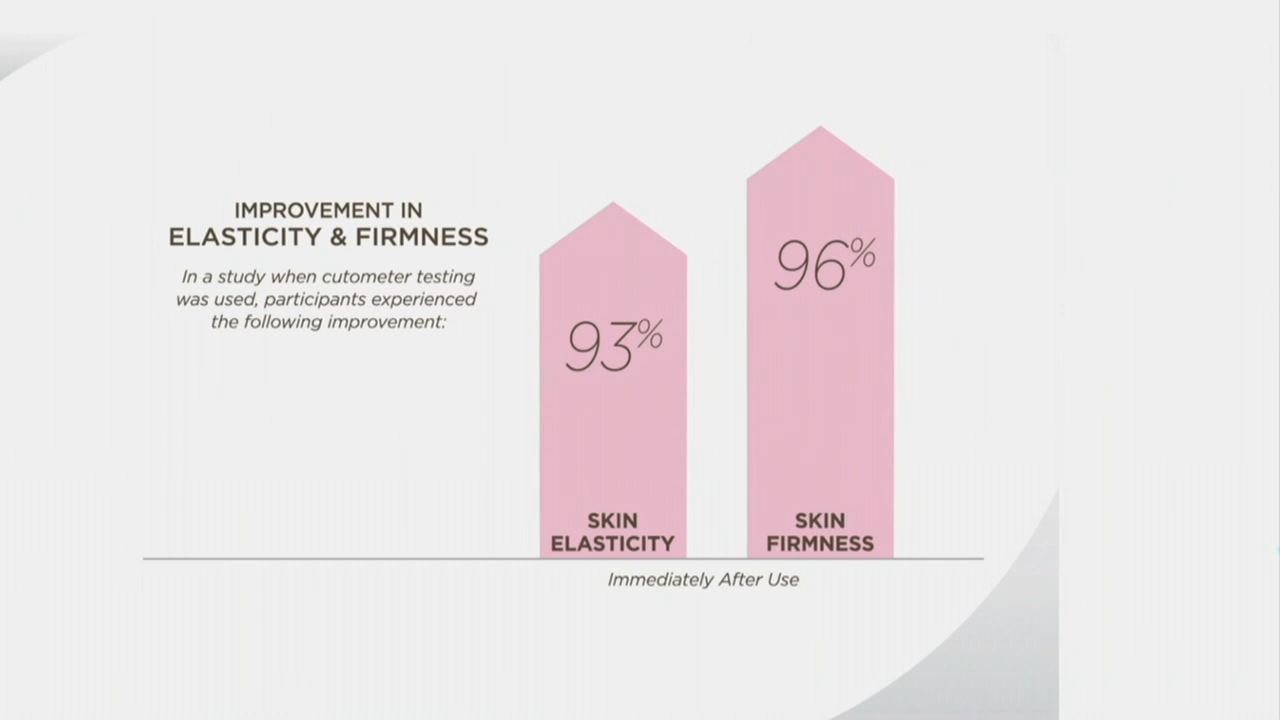 IMPROVEMENT IN
ELASTICITY & FIRMNESS
In a study when cutometer testing
was used, participants experienced
the following improvement:
93%
SKIN
ELASTICITY
96%
SKIN
FIRMNESS
Immediately After Use